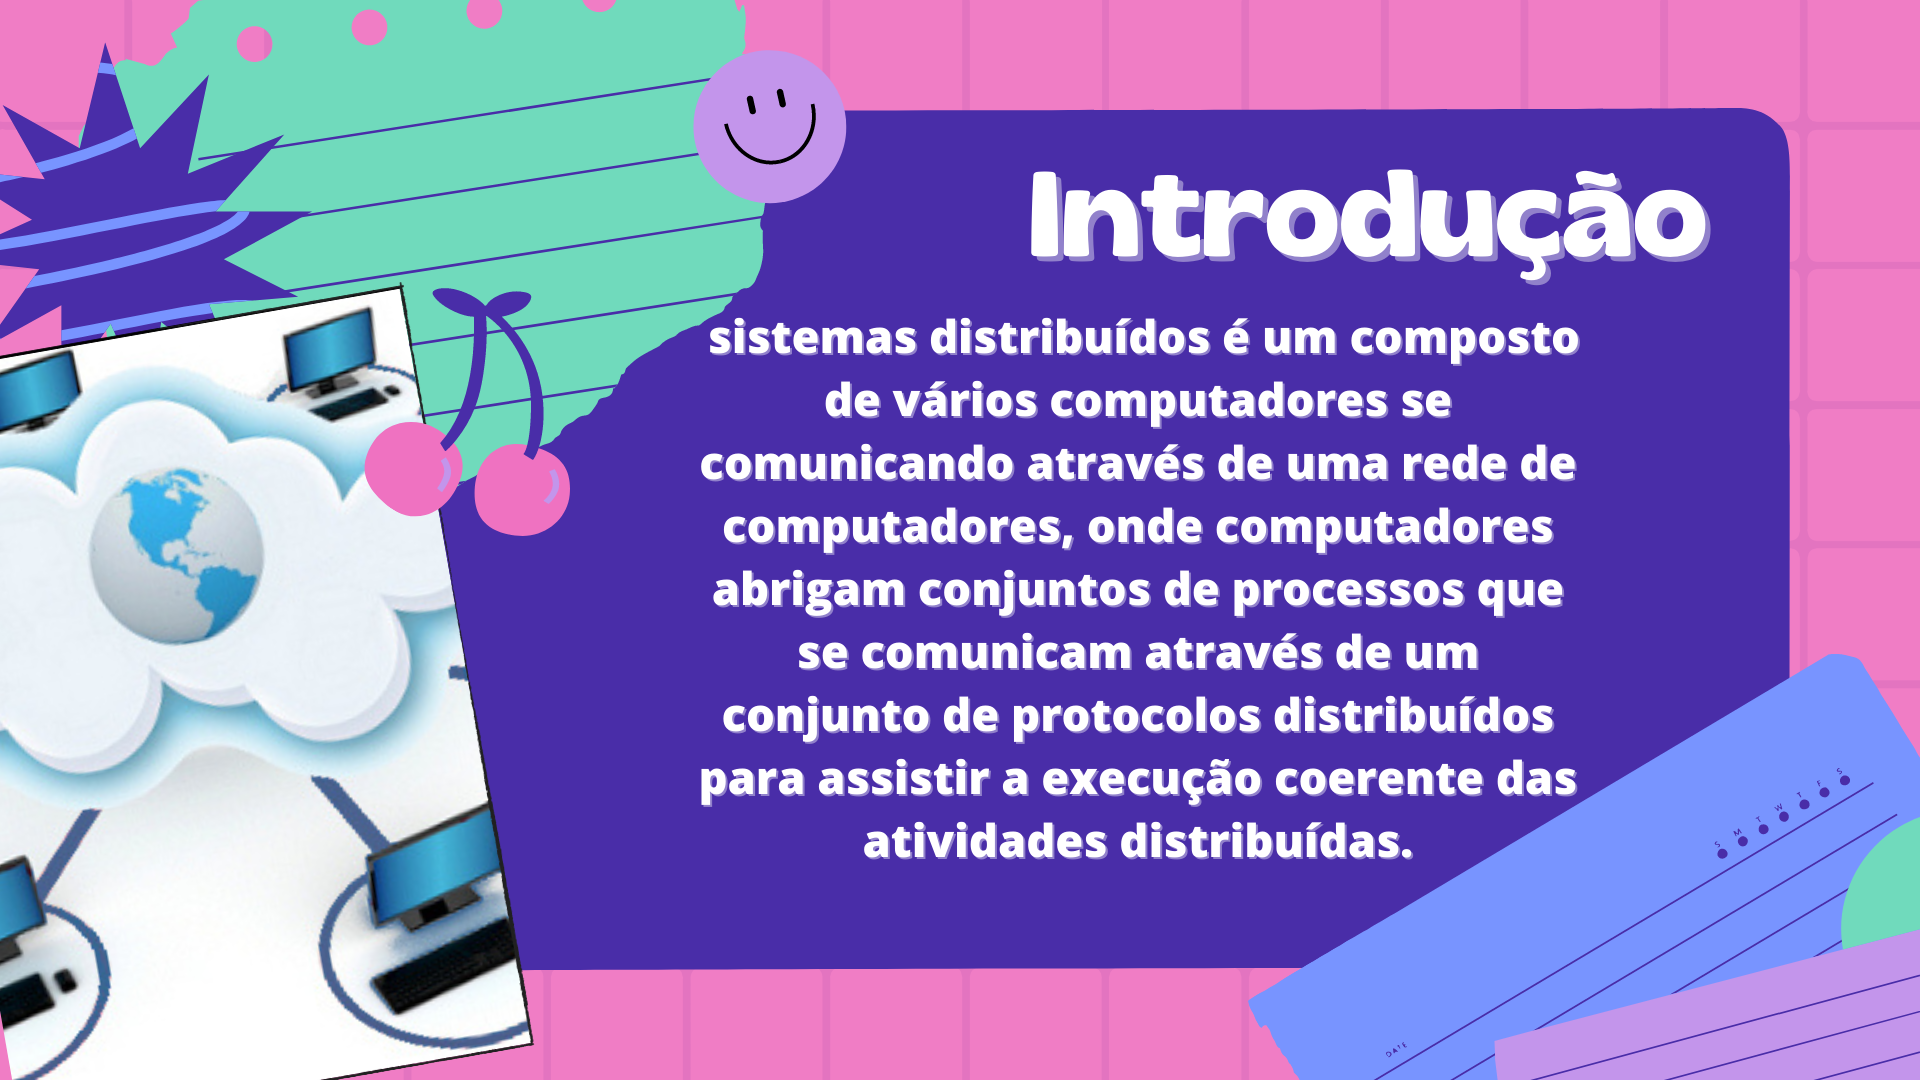 Introdução
sistemas distribuídos é um composto
de vários computadores se
comunicando através de uma rede de
computadores, onde computadores
abrigam conjuntos de processos que
se comunicam através de um
conjunto de protocolos distribuídos
para assistir a execução coerente das
atividades distribuídas.
S M T W T F S
DATE